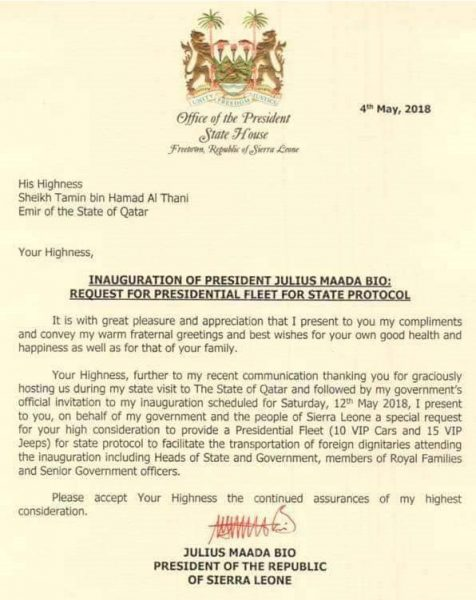 UNITY FREEDOM JUSTICE
Office of the President
State House
Freetown, Republic of Sierra Leone
4th May, 2018
His Highness
Sheikh Tamin bin Hamad Al Thani
Emir of the State of Qatar
Your Highness,
INAUGURATION OF PRESIDENT JULIUS MAADA BIO:
REQUEST FOR PRESIDENTIAL FLEET FOR STATE PROTOCOL
It is with great pleasure and appreciation that I present to you my compliments
and convey my warm fraternal greetings and best wishes for your own good health and
happiness as well as for that of your family.
Your Highness, further to my recent communication thanking you for graciously
hosting us during my state visit to The State of Qatar and followed by my government's
official invitation to my inauguration scheduled for Saturday, 12th May 2018, I present
to you, on behalf of my government and the people of Sierra Leone a special request
for your high consideration to provide a Presidential Fleet (10 VIP Cars and 15 VIP
Jeeps) for state protocol to facilitate the transportation of foreign dignitaries attending
the inauguration including Heads of State and Government, members of Royal Families
and Senior Government officers.
Please accept Your Highness the continued assurances of my highest
consideration.
JULIUS MAADA BIO
PRESIDENT OF THE REPUBLIC
OF SIERRA LEONE